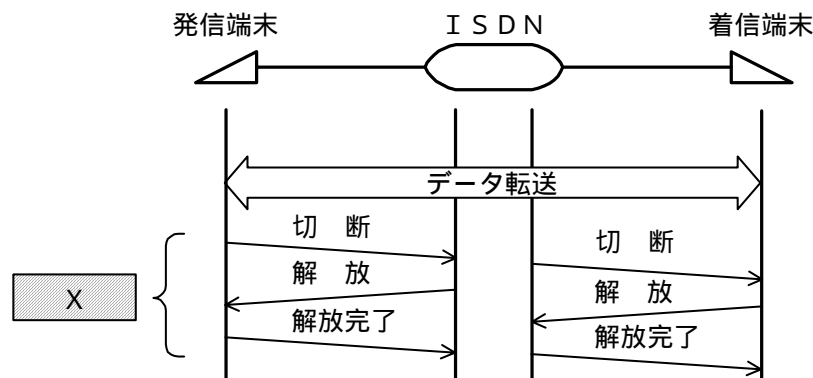 発信端末
ＩＳＤＮ
着信端末
データ転送
切　断
切　断
解　放
解　放
Ｘ
解放完了
解放完了